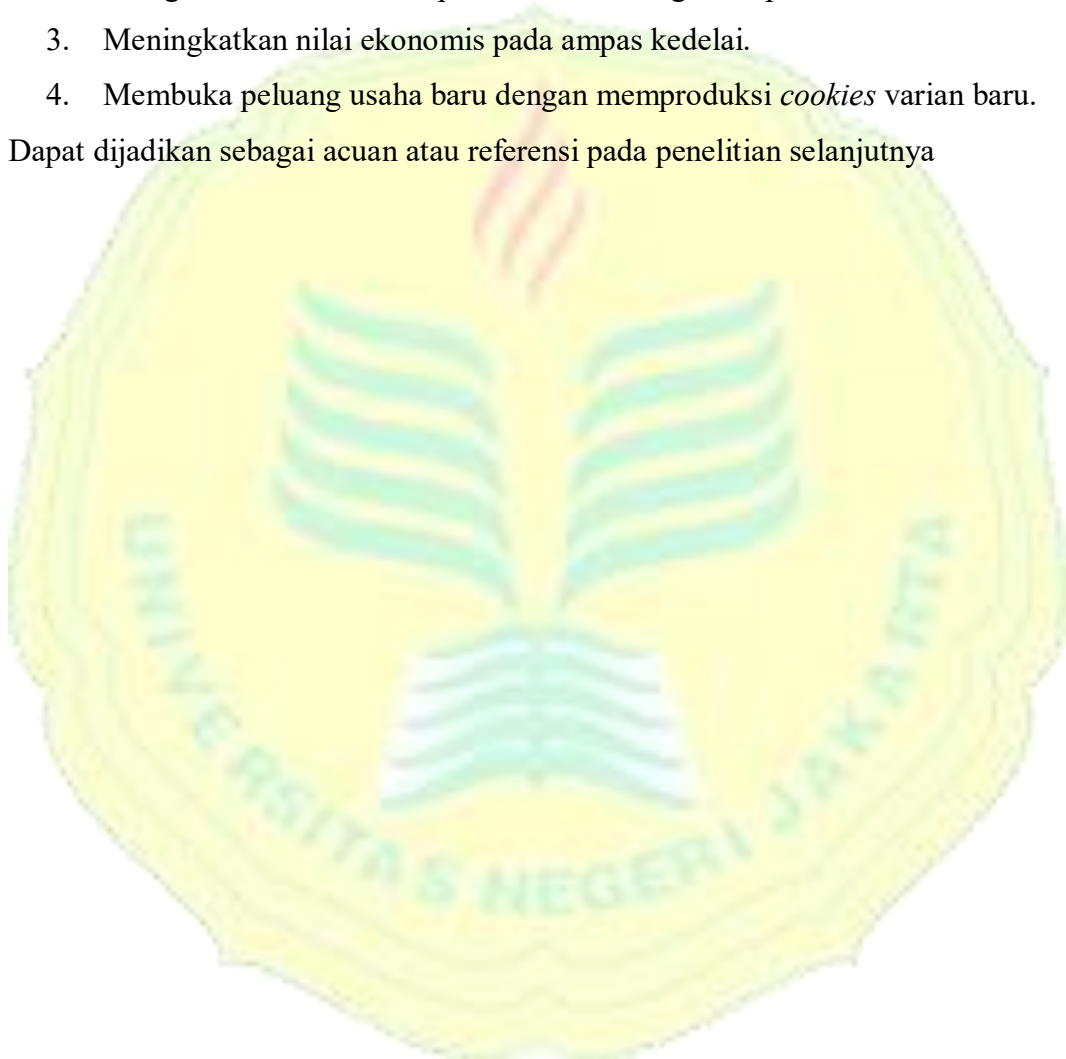 3. Meningkatkan nilai ekonomis pada ampas kedelai.
4. Membuka peluang usaha baru dengan memproduksi cookies varian baru.
Dapat dijadikan sebagai acuan atau referensi pada penelitian selanjutnya
UNIVERSITAS NEGERI JAKARTA